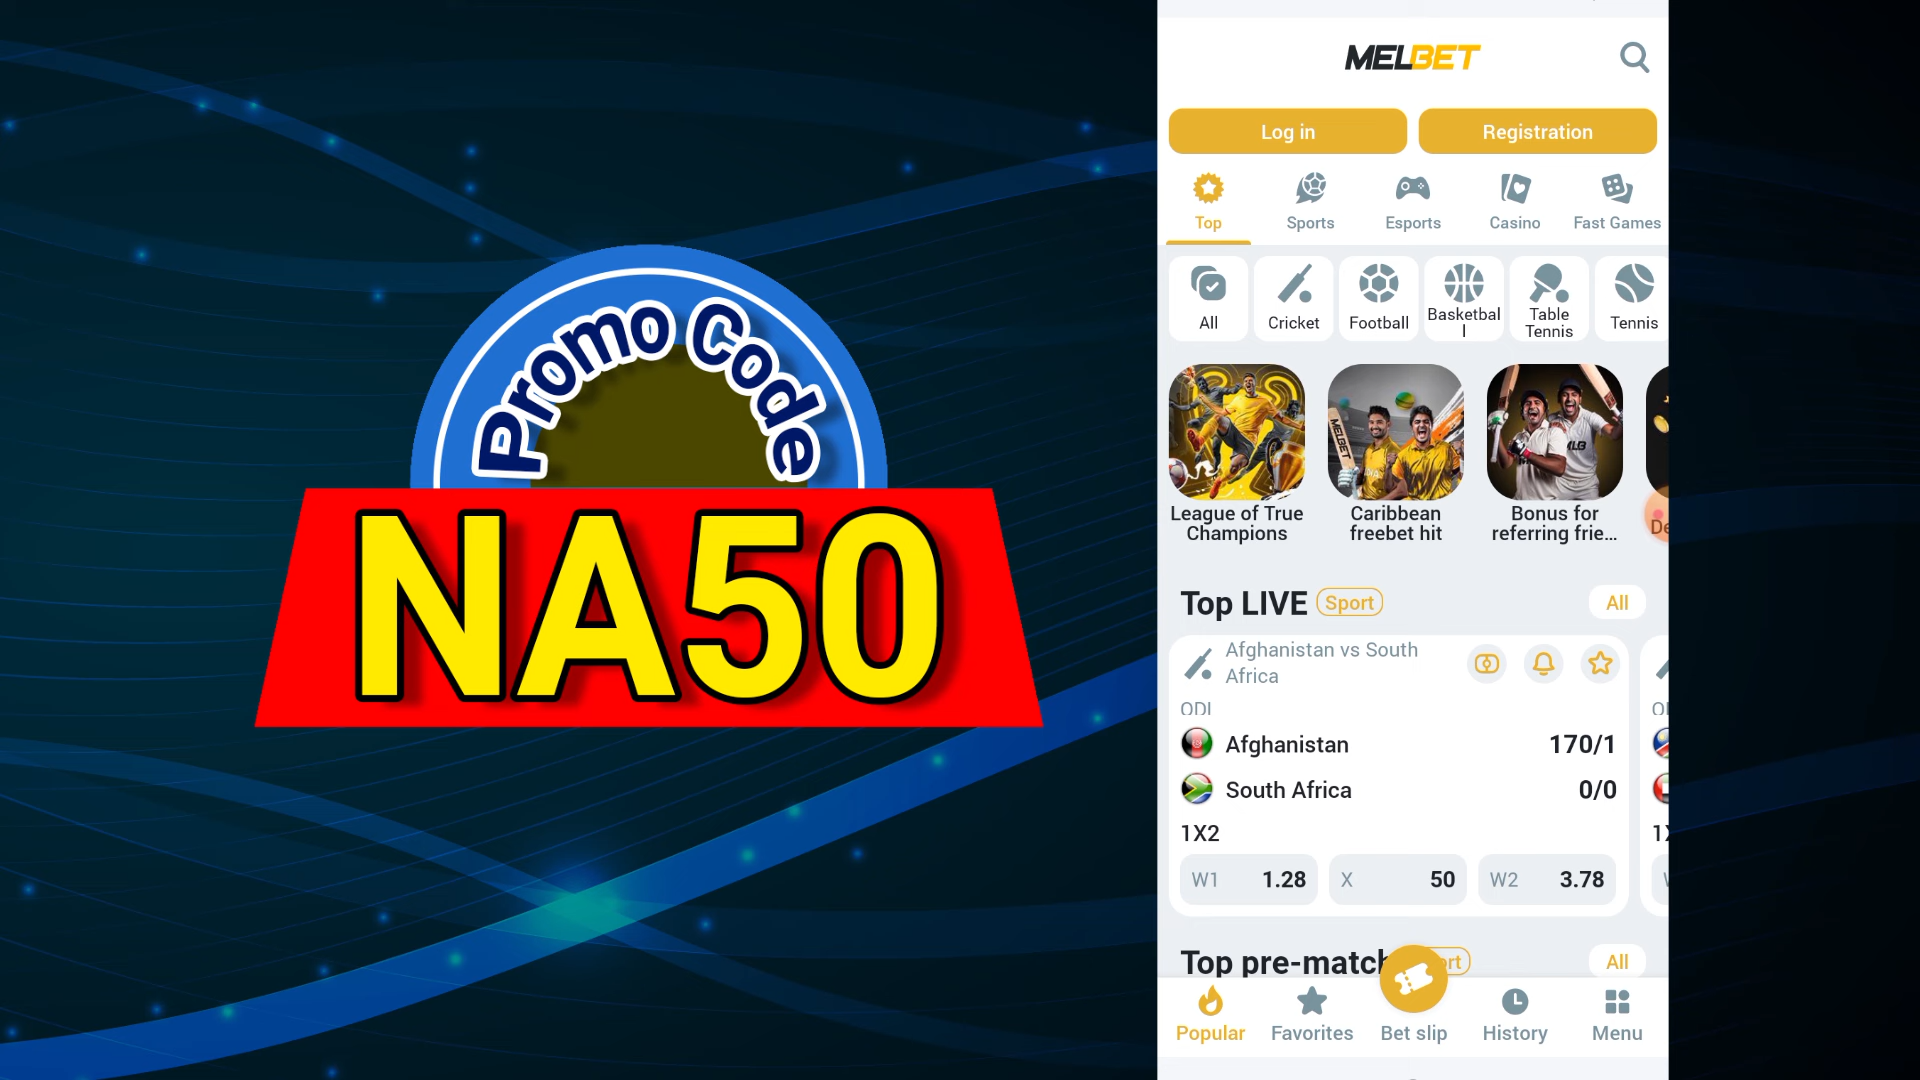 Promo Code
NA50
MELBET
Log in
Registration
Top
Sports
Esports
Casino
Fast Games
All
Cricket
Football
Basketbal
l
Table
Tennis
Tennis
MELBET
MLB
League of True
Champions
Caribbean
freebet hit
Bonus for
referring frie...
De
Top LIVE
Sport
All
Afghanistan vs South
Africa
ODI
Afghanistan
170/1
South Africa
0/0
1X2
W1
1.28
X
50
W2
3.78
Top pre-match
All
Popular
Favorites
Bet slip
History
Menu